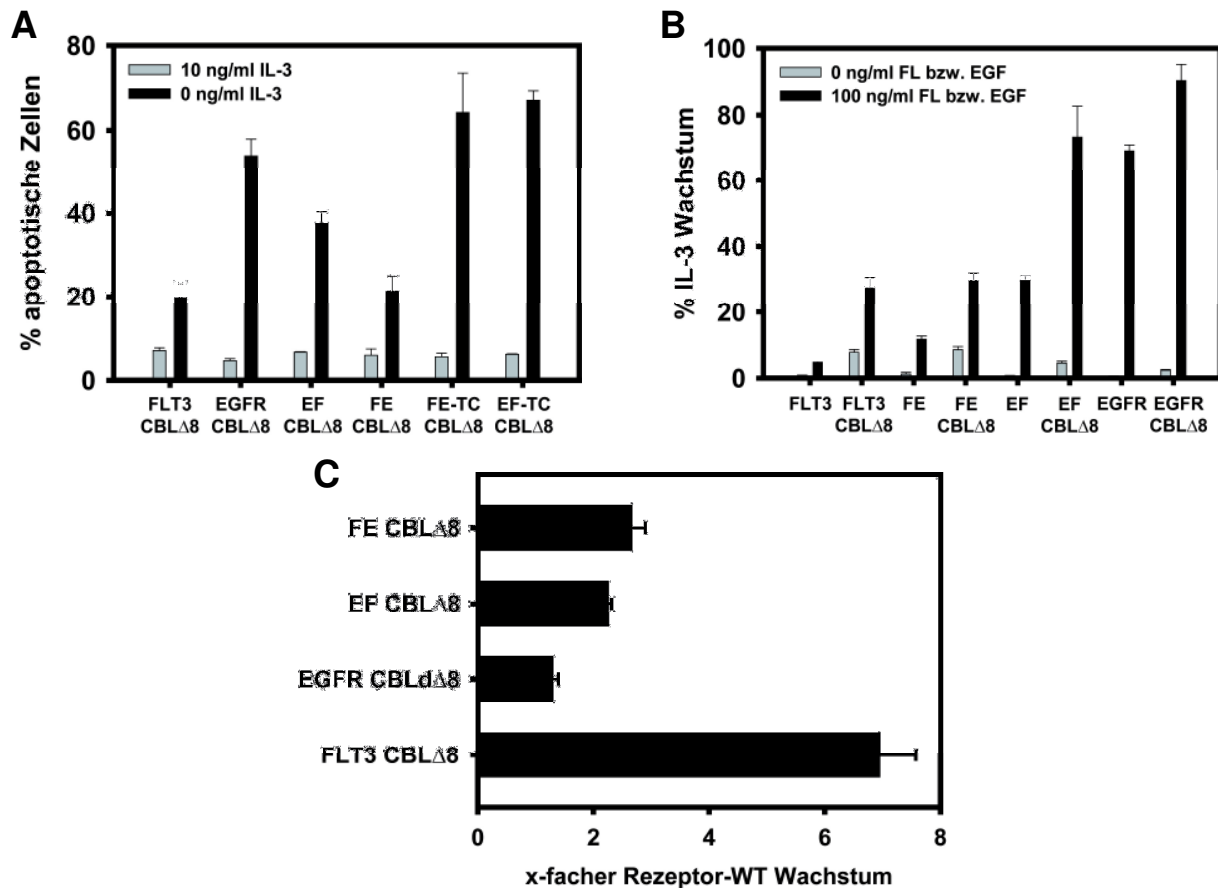 A
80
60
40
20
0
% apoptotische Zellen
10 ng/ml IL-3
0 ng/ml IL-3
FLT3 EGFR EF FE FE-TC EF-TC
CBLΔ8 CBLΔ8 CBLΔ8 CBLΔ8 CBLΔ8 CBLΔ8
B
100
80
60
40
20
0
% IL-3 Wachstum
0 ng/ml FL bzw. EGF
100 ng/ml FL bzw. EGF
FLT3 FLT3 FE FE EF EF EGFR EGFR
CBLΔ8 CBLΔ8 CBLΔ8 CBLΔ8
C
FE CBLΔ8
EF CBLΔ8
EGFR CBLdΔ8
FLT3 CBLΔ8
0 2 4 6 8
x-facher Rezeptor-WT Wachstum